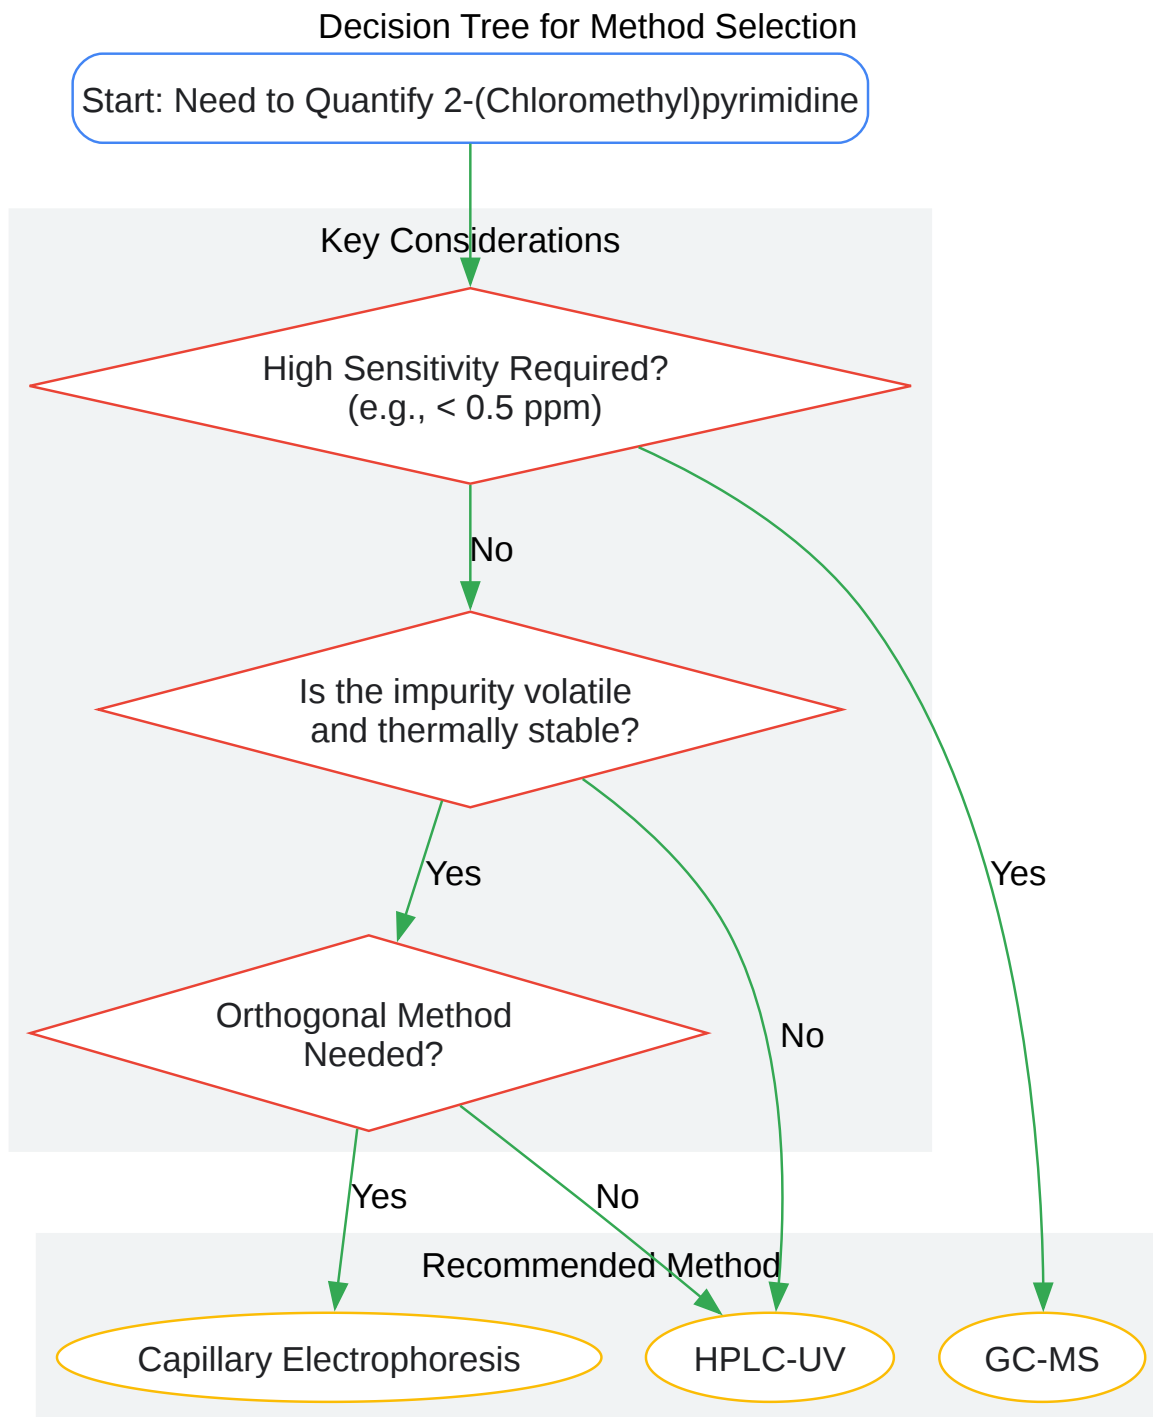 Decision Tree for Method Selection
Start: Need to Quantify 2-(Chloromethyl)pyrimidine
Key Considerations
High Sensitivity Required?
(e.g., < 0.5 ppm)
No
Is the impurity volatile
and thermally stable?
Yes
Yes
Orthogonal Method
Needed?
No
Yes
No
Recommended Method
Capillary Electrophoresis
HPLC-UV
GC-MS